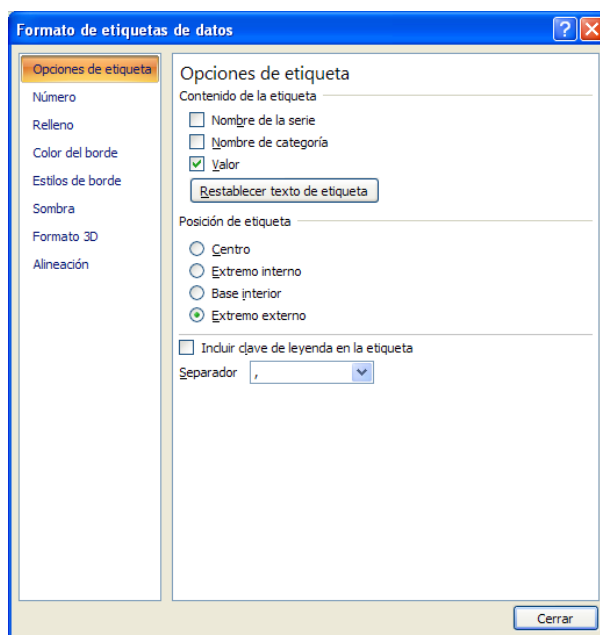 Formato de etiquetas de datos
Opciones de etiqueta
Número
Relleno
Color del borde
Estilos de borde
Sombra
Formato 3D
Alineación
Opciones de etiqueta
Contenido de la etiqueta
Nombre de la serie
Nombre de categoría
Valor
Restablecer texto de etiqueta
Posición de etiqueta
Centro
Extremo interno
Base interior
Extremo externo
Incluir clave de leyenda en la etiqueta
Separador ,
Cerrar